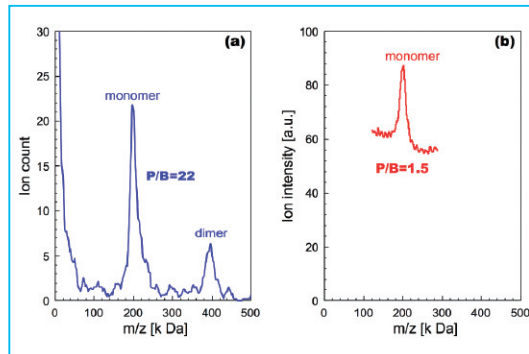 (a)
monomer
P/B=22
dimer
Ion count
30
25
20
15
10
5
0
0 100 200 300 400 500
m/z [k Da]
(b)
monomer
P/B=1.5
Ion intensity [a.u.]
100
80
60
40
20
0
0 100 200 300 400 500
m/z [k Da]